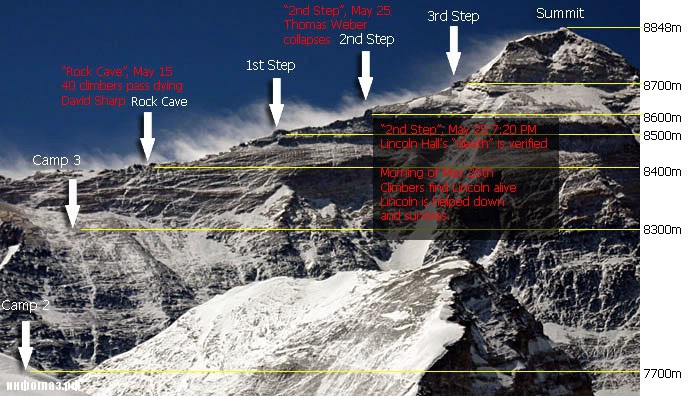 Summit
8848m
"2nd Step", May 25
Thomas Weber
collapses
2nd Step
3rd Step
1st Step
8700m
"Rock Cave", May 15
40 climbers pass dying
David Sharp
Rock Cave
8600m
8500m
"2nd Step", May 25 7:20 PM
Lincoln Hall's "death" is verified
Morning of May 26th
Climbers find Lincoln alive
Lincoln is helped down
and survives.
8400m
Camp 3
8300m
Camp 2
7700m
инфоглаз.рф